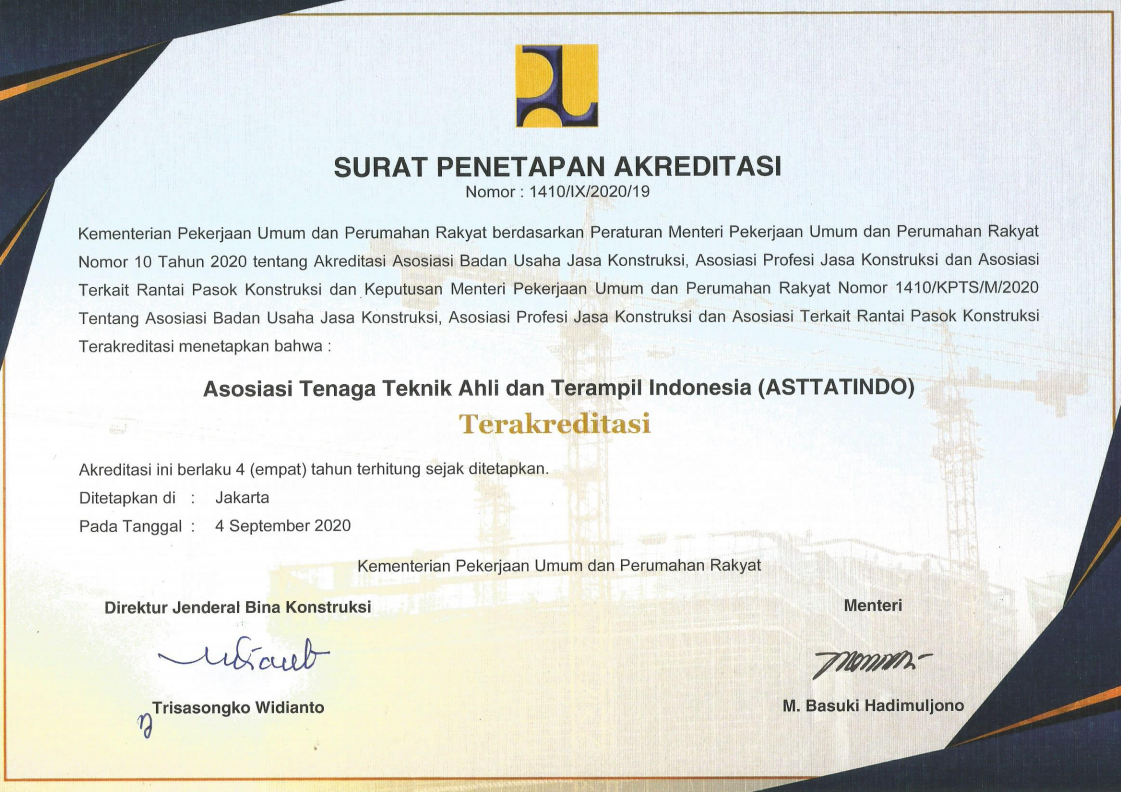 SURAT PENETAPAN AKREDITASI
Nomor : 1410/IX/2020/19
Kementerian Pekerjaan Umum dan Perumahan Rakyat berdasarkan Peraturan Menteri Pekerjaan Umum dan Perumahan Rakyat
Nomor 10 Tahun 2020 tentang Akreditasi Asosiasi Badan Usaha Jasa Konstruksi, Asosiasi Profesi Jasa Konstruksi dan Asosiasi
Terkait Rantai Pasok Konstruksi dan Keputusan Menteri Pekerjaan Umum dan Perumahan Rakyat Nomor 1410/KPTS/M/2020
Tentang Asosiasi Badan Usaha Jasa Konstruksi, Asosiasi Profesi Jasa Konstruksi dan Asosiasi Terkait Rantai Pasok Konstruksi
Terakreditasi menetapkan bahwa :
Asosiasi Tenaga Teknik Ahli dan Terampil Indonesia (ASTTATINDO)
Terakreditasi
Akreditasi ini berlaku 4 (empat) tahun terhitung sejak ditetapkan.
Ditetapkan di : Jakarta
Pada Tanggal : 4 September 2020
Kementerian Pekerjaan Umum dan Perumahan Rakyat
Direktur Jenderal Bina Konstruksi
Menteri
Trisasongko Widianto
M. Basuki Hadimuljono